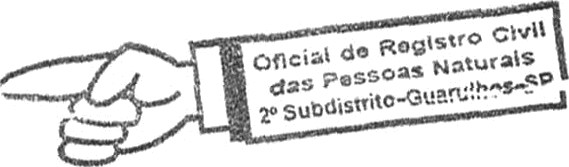 Oficial de Registro Civil
das Pessoas Naturais
2º Subdistrito-Guarulhos-SP